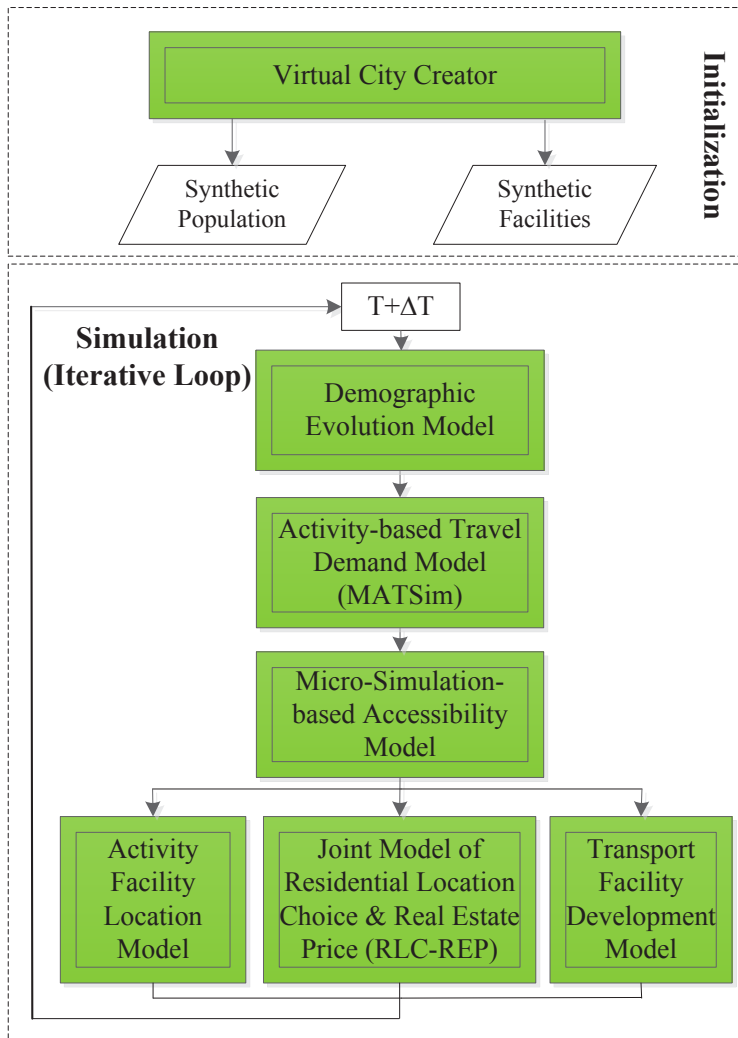 Virtual City Creator
Initialization
Synthetic
Population
Synthetic
Facilities
T+ΔT
Simulation
(Iterative Loop)
Demographic
Evolution Model
Activity-based Travel
Demand Model
(MATSim)
Micro-Simulation-
based Accessibility
Model
Activity
Facility
Location
Model
Joint Model of
Residential Location
Choice & Real Estate
Price (RLC-REP)
Transport
Facility
Development
Model